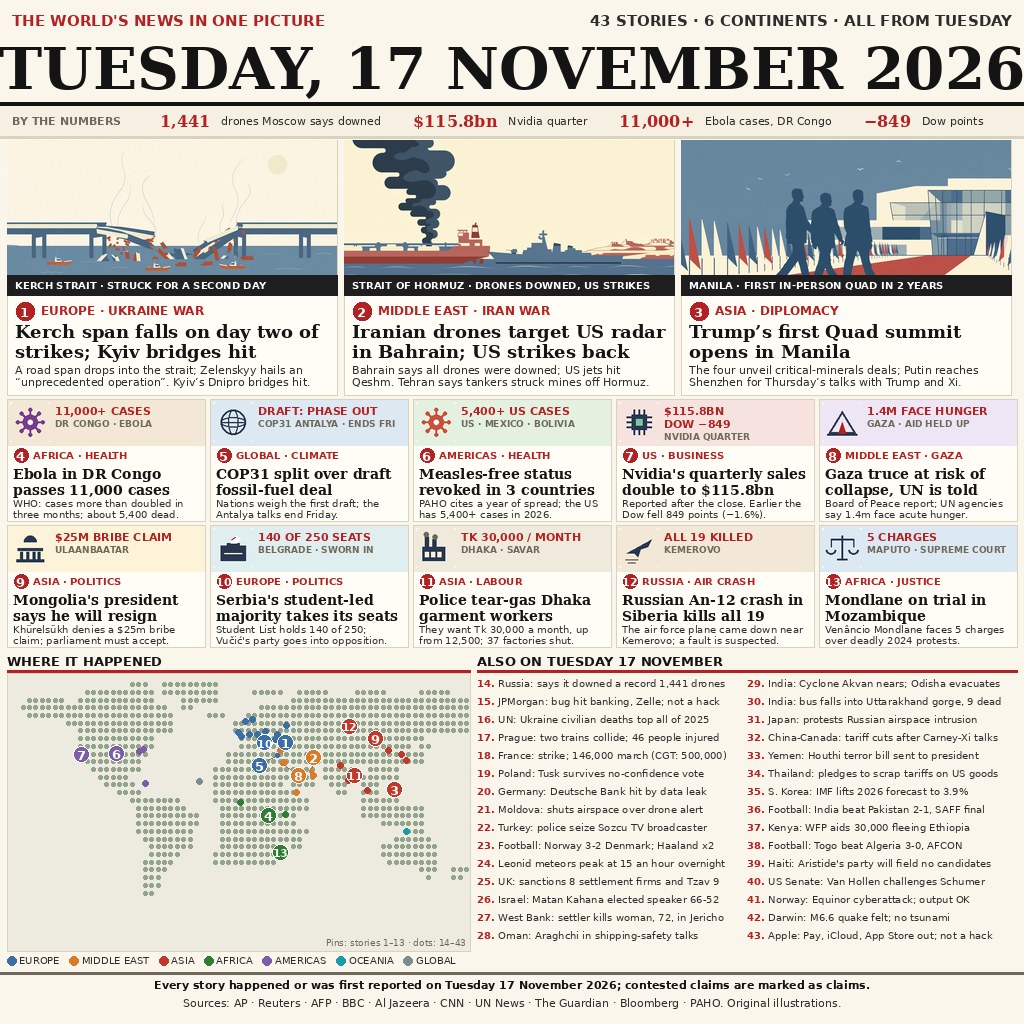 THE WORLD'S NEWS IN ONE PICTURE
43 STORIES · 6 CONTINENTS · ALL FROM TUESDAY
TUESDAY, 17 NOVEMBER 2026
BY THE NUMBERS
1,441 drones Moscow says downed
$115.8bn Nvidia quarter
11,000+ Ebola cases, DR Congo
−849 Dow points
KERCH STRAIT · STRUCK FOR A SECOND DAY
1 EUROPE · UKRAINE WAR
Kerch span falls on day two of
strikes; Kyiv bridges hit
A road span drops into the strait; Zelenskyy hails an
“unprecedented operation”. Kyiv’s Dnipro bridges hit.
STRAIT OF HORMUZ · DRONES DOWNED, US STRIKES
2 MIDDLE EAST · IRAN WAR
Iranian drones target US radar
in Bahrain; US strikes back
Bahrain says all drones were downed; US jets hit
Qeshm. Tehran says tankers struck mines off Hormuz.
MANILA · FIRST IN-PERSON QUAD IN 2 YEARS
3 ASIA · DIPLOMACY
Trump’s first Quad summit
opens in Manila
The four unveil critical-minerals deals; Putin reaches
Shenzhen for Thursday’s talks with Trump and Xi.
11,000+ CASES
DR CONGO · EBOLA
4 AFRICA · HEALTH
Ebola in DR Congo
passes 11,000 cases
WHO: cases more than doubled in
three months; about 5,400 dead.
DRAFT: PHASE OUT
COP31 ANTALYA · ENDS FRI
5 GLOBAL · CLIMATE
COP31 split over draft
fossil-fuel deal
Nations weigh the first draft; the
Antalya talks end Friday.
5,400+ US CASES
US · MEXICO · BOLIVIA
6 AMERICAS · HEALTH
Measles-free status
revoked in 3 countries
PAHO cites a year of spread; the US
has 5,400+ cases in 2026.
$115.8BN
DOW −849
NVIDIA QUARTER
7 US · BUSINESS
Nvidia's quarterly sales
double to $115.8bn
Reported after the close. Earlier the
Dow fell 849 points (−1.6%).
1.4M FACE HUNGER
GAZA · AID HELD UP
8 MIDDLE EAST · GAZA
Gaza truce at risk of
collapse, UN is told
Board of Peace report; UN agencies
say 1.4m face acute hunger.
$25M BRIBE CLAIM
ULAANBAATAR
9 ASIA · POLITICS
Mongolia's president
says he will resign
Khürelsükh denies a $25m bribe
claim; parliament must accept.
140 OF 250 SEATS
BELGRADE · SWORN IN
10 EUROPE · POLITICS
Serbia's student-led
majority takes its seats
Student List holds 140 of 250;
Vučić's party goes into opposition.
TK 30,000 / MONTH
DHAKA · SAVAR
11 ASIA · LABOUR
Police tear-gas Dhaka
garment workers
They want Tk 30,000 a month, up
from 12,500; 37 factories shut.
ALL 19 KILLED
KEMEROVO
12 RUSSIA · AIR CRASH
Russian An-12 crash in
Siberia kills all 19
The air force plane came down near
Kemerovo; a fault is suspected.
5 CHARGES
MAPUTO · SUPREME COURT
13 AFRICA · JUSTICE
Mondlane on trial in
Mozambique
Venâncio Mondlane faces 5 charges
over deadly 2024 protests.
WHERE IT HAPPENED
7
6
10
1
5
2
8
12
9
11
3
4
13
Pins: stories 1–13 · dots: 14–43
EUROPE
MIDDLE EAST
ASIA
AFRICA
AMERICAS
OCEANIA
GLOBAL
ALSO ON TUESDAY 17 NOVEMBER
14. Russia: says it downed a record 1,441 drones
15. JPMorgan: bug hit banking, Zelle; not a hack
16. UN: Ukraine civilian deaths top all of 2025
17. Prague: two trains collide; 46 people injured
18. France: strike; 146,000 march (CGT: 500,000)
19. Poland: Tusk survives no-confidence vote
20. Germany: Deutsche Bank hit by data leak
21. Moldova: shuts airspace over drone alert
22. Turkey: police seize Sozcu TV broadcaster
23. Football: Norway 3-2 Denmark; Haaland x2
24. Leonid meteors peak at 15 an hour overnight
25. UK: sanctions 8 settlement firms and Tzav 9
26. Israel: Matan Kahana elected speaker 66-52
27. West Bank: settler kills woman, 72, in Jericho
28. Oman: Araghchi in shipping-safety talks
29. India: Cyclone Akvan nears; Odisha evacuates
30. India: bus falls into Uttarakhand gorge, 9 dead
31. Japan: protests Russian airspace intrusion
32. China-Canada: tariff cuts after Carney-Xi talks
33. Yemen: Houthi terror bill sent to president
34. Thailand: pledges to scrap tariffs on US goods
35. S. Korea: IMF lifts 2026 forecast to 3.9%
36. Football: India beat Pakistan 2-1, SAFF final
37. Kenya: WFP aids 30,000 fleeing Ethiopia
38. Football: Togo beat Algeria 3-0, AFCON
39. Haiti: Aristide's party will field no candidates
40. US Senate: Van Hollen challenges Schumer
41. Norway: Equinor cyberattack; output OK
42. Darwin: M6.6 quake felt; no tsunami
43. Apple: Pay, iCloud, App Store out; not a hack
Every story happened or was first reported on Tuesday 17 November 2026; contested claims are marked as claims.
Sources: AP · Reuters · AFP · BBC · Al Jazeera · CNN · UN News · The Guardian · Bloomberg · PAHO. Original illustrations.